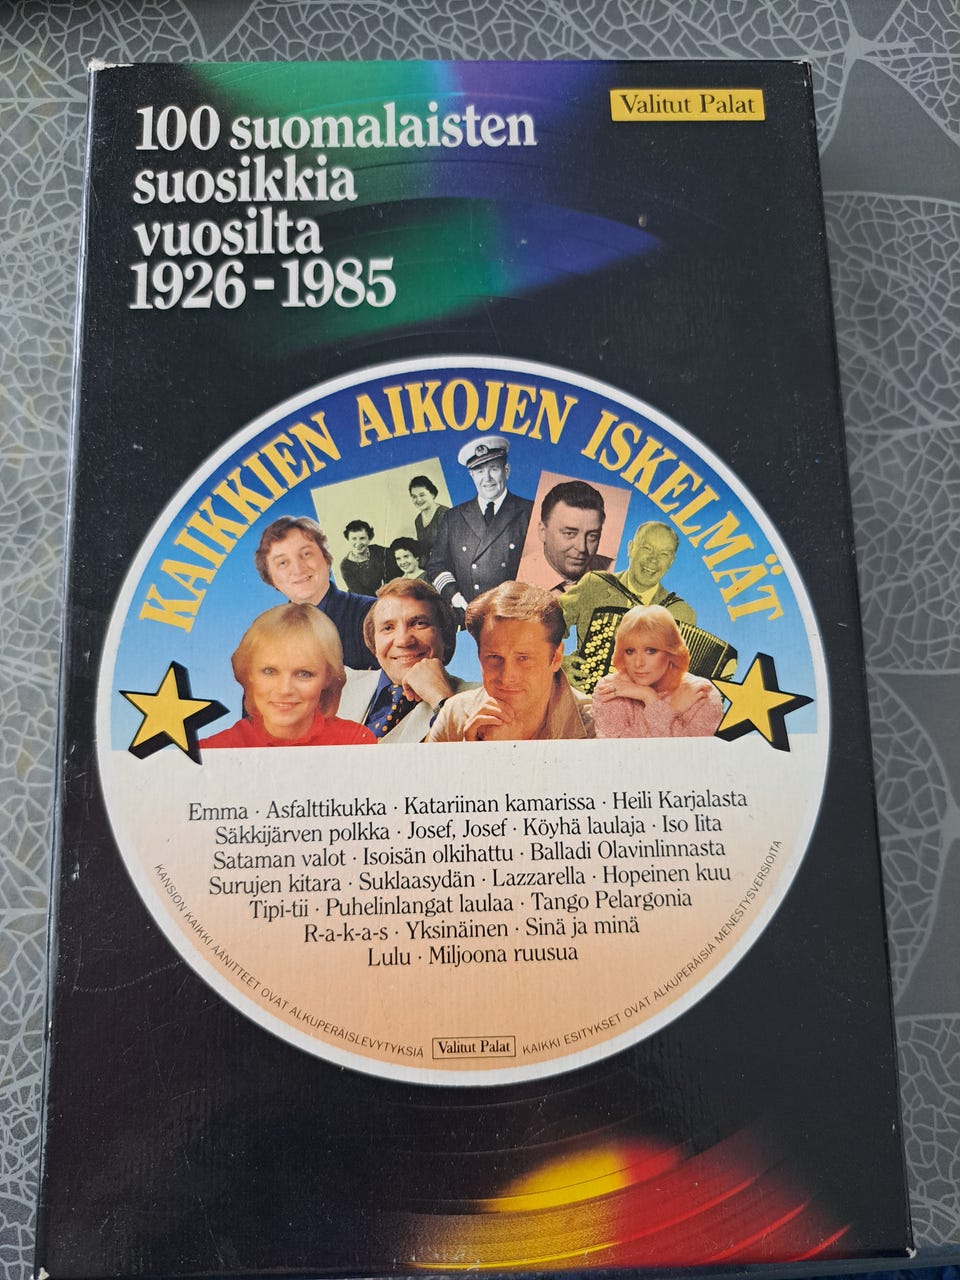 100 suomalaisten
suosikkia
vuosilta
1926-1985
Valitut Palat
KAIKKIEN AIKOJEN ISKELMÄT
Emma · Asfalttikukka · Katariinan kamarissa · Heili Karjalasta
Säkkijärven polkka · Josef, Josef · Köyhä laulaja · Iso Iita
Sataman valot · Isoisän olkihattu · Balladi Olavinlinnasta
Surujen kitara · Suklaasydän · Lazzarella · Hopeinen kuu
Tipi-tii · Puhelinlangat laulaa · Tango Pelargonia
R-a-k-a-s · Yksinäinen · Sinä ja minä
Lulu · Miljoona ruusua
KANSION KAIKKI ÄÄNITTEET OVAT ALKUPERÄISLEVYTYKSIÄ
Valitut Palat
KAIKKI ESITYKSET OVAT ALKUPERÄISIÄ MENESTYSVERSIOITA